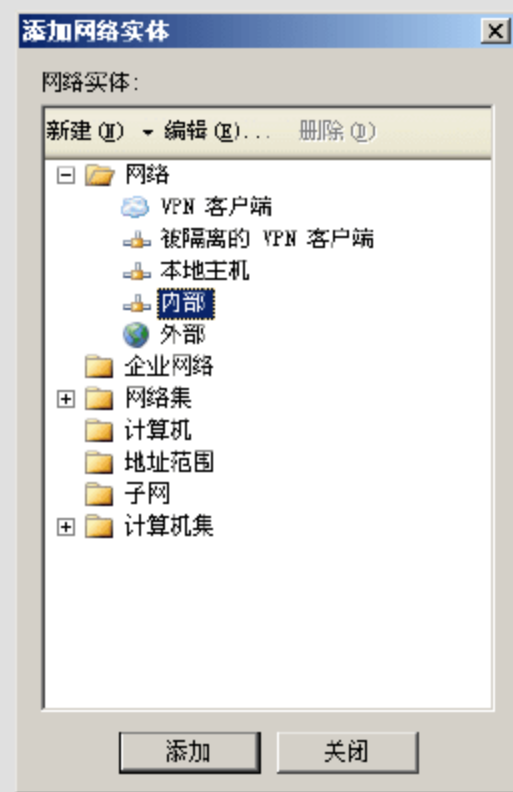 添加网络实体
网络实体:
新建(N) 编辑(E)... 删除(D)
网络
VPN 客户端
被隔离的 VPN 客户端
本地主机
内部
外部
企业网络
网络集
计算机
地址范围
子网
计算机集
添加 关闭